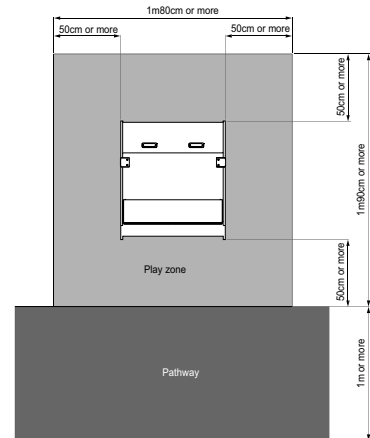 1m80cm or more
50cm or more
50cm or more
50cm or more
1m90cm or more
50cm or more
Play zone
1m or more
Pathway